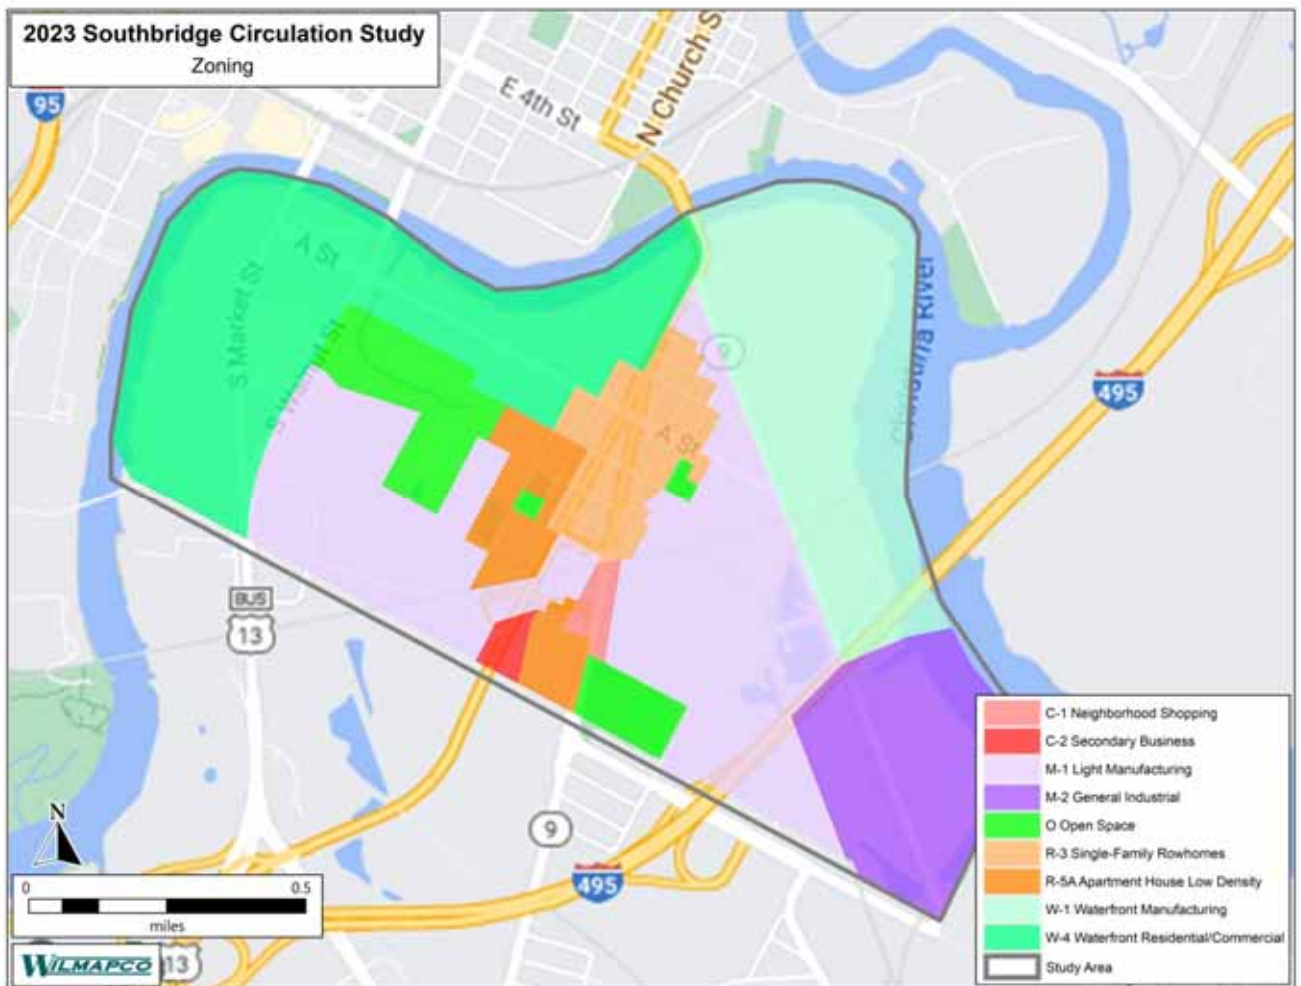 2023 Southbridge Circulation Study
Zoning
95
E 4th St
N Church S
A St
S Market St
S Walnut St
9
Christina River
A St
495
BUS
13
9
495
N
0 0.5
miles
WILMAPCO
13
C-1 Neighborhood Shopping
C-2 Secondary Business
M-1 Light Manufacturing
M-2 General Industrial
O Open Space
R-3 Single-Family Rowhomes
R-5A Apartment House Low Density
W-1 Waterfront Manufacturing
W-4 Waterfront Residential/Commercial
Study Area